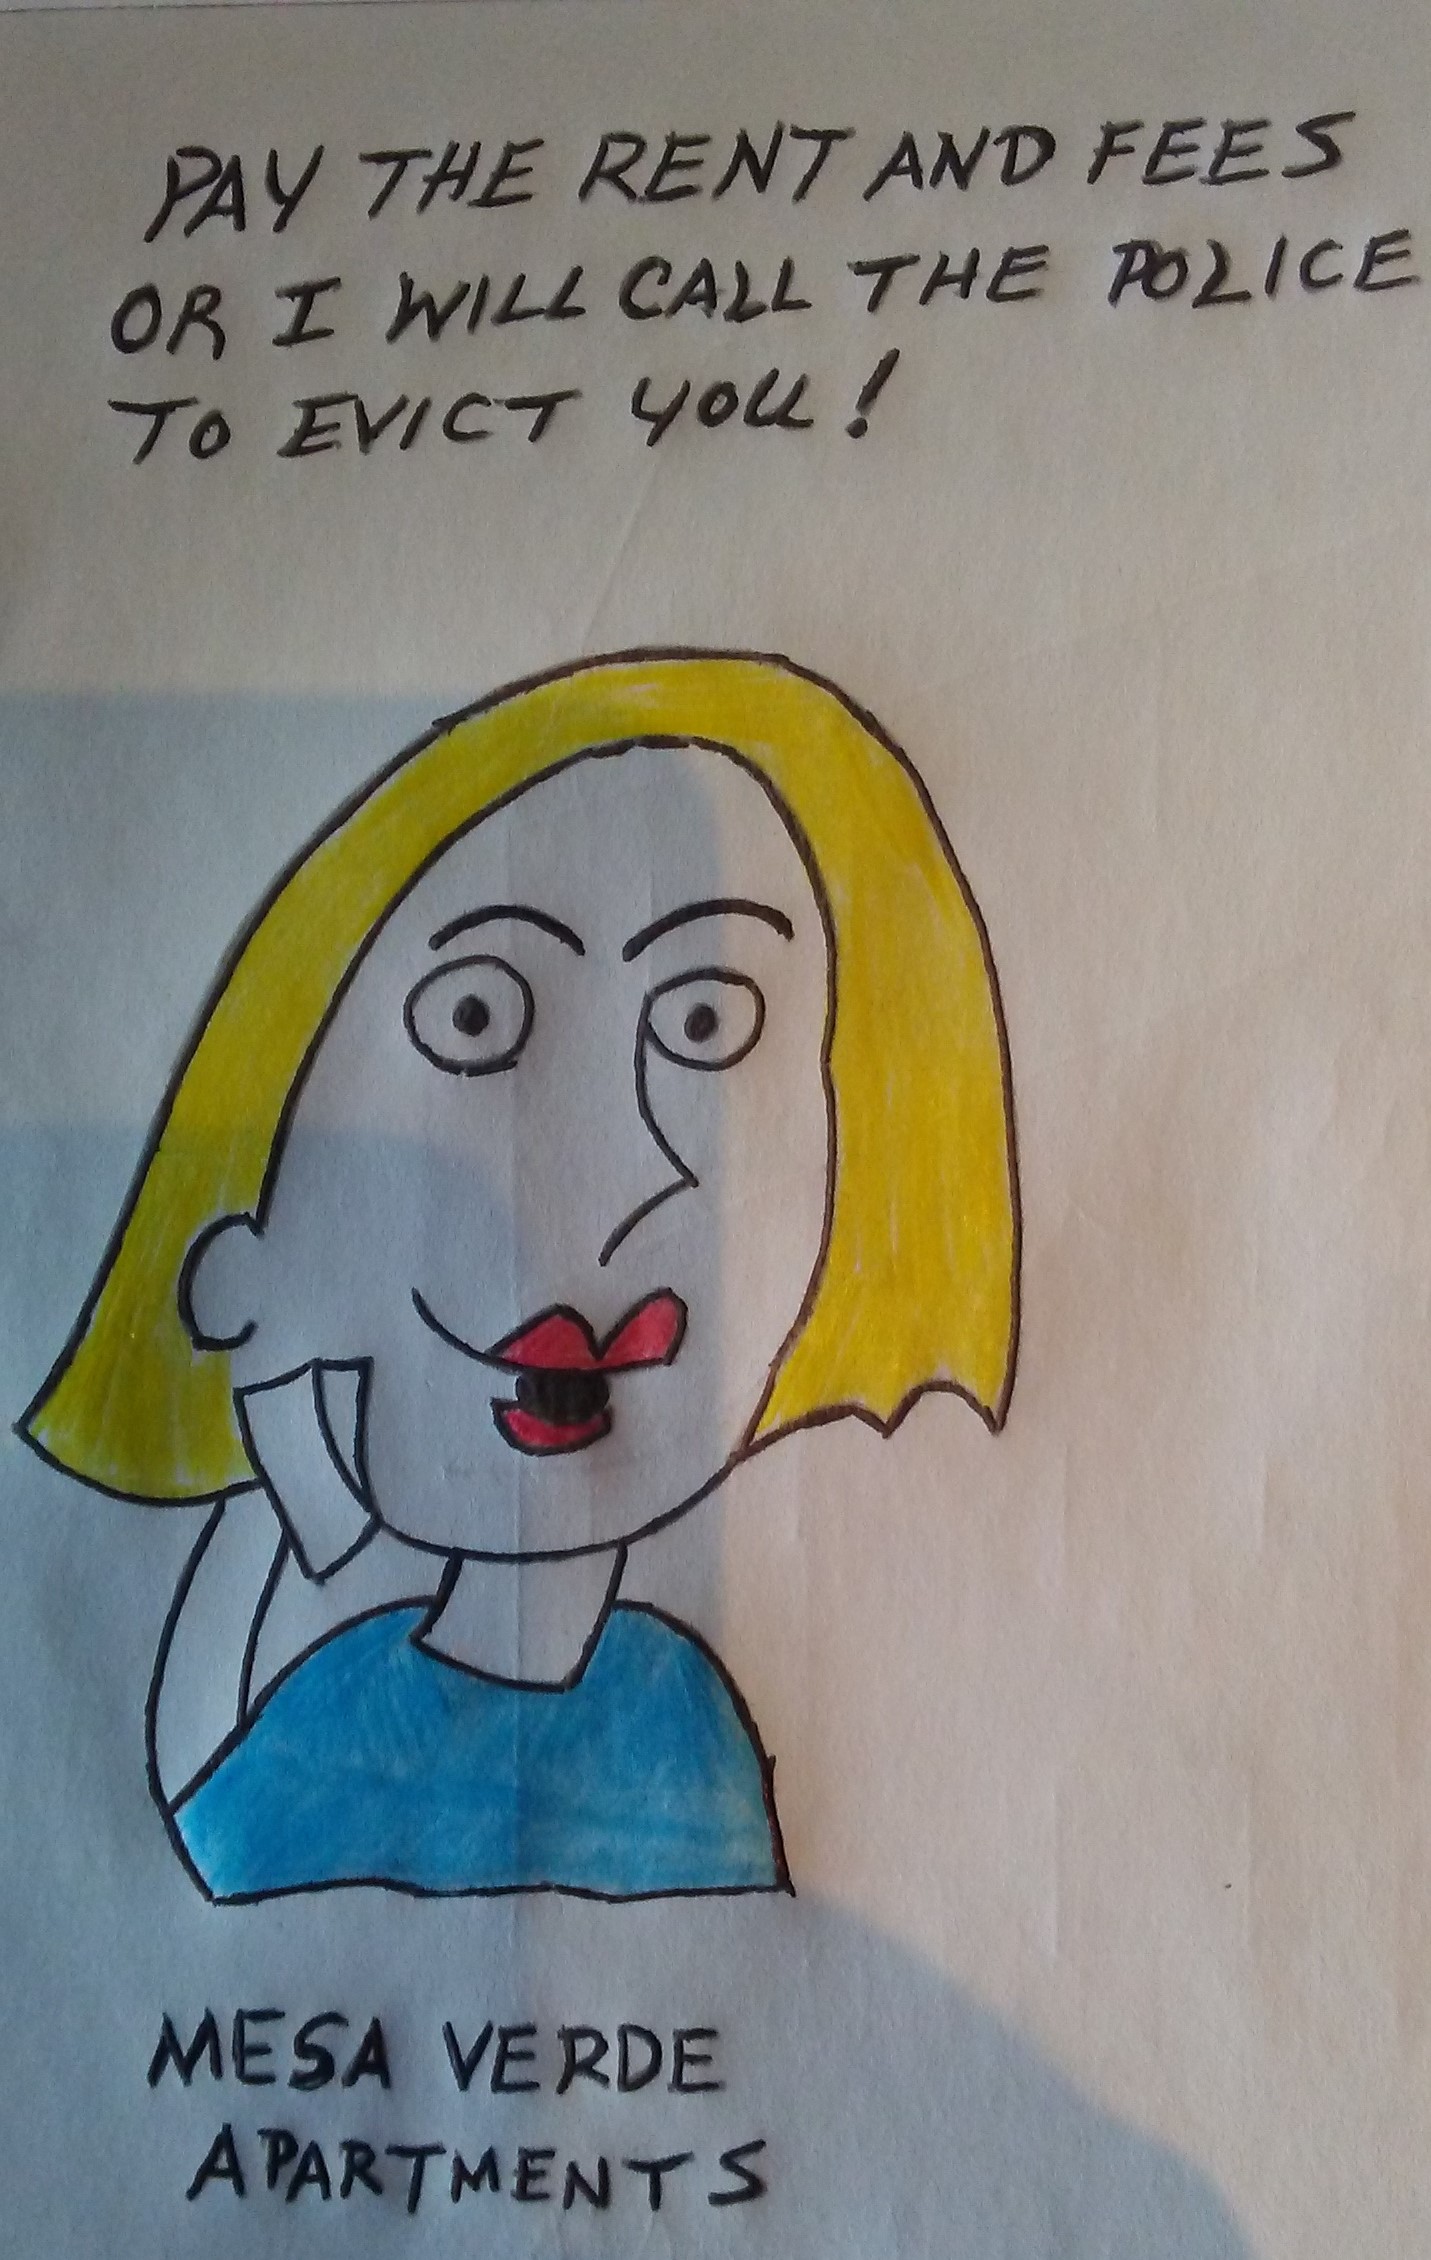 PAY THE RENT AND FEES
OR I WILL CALL THE POLICE
TO EVICT YOU!
MESA VERDE
APARTMENTS